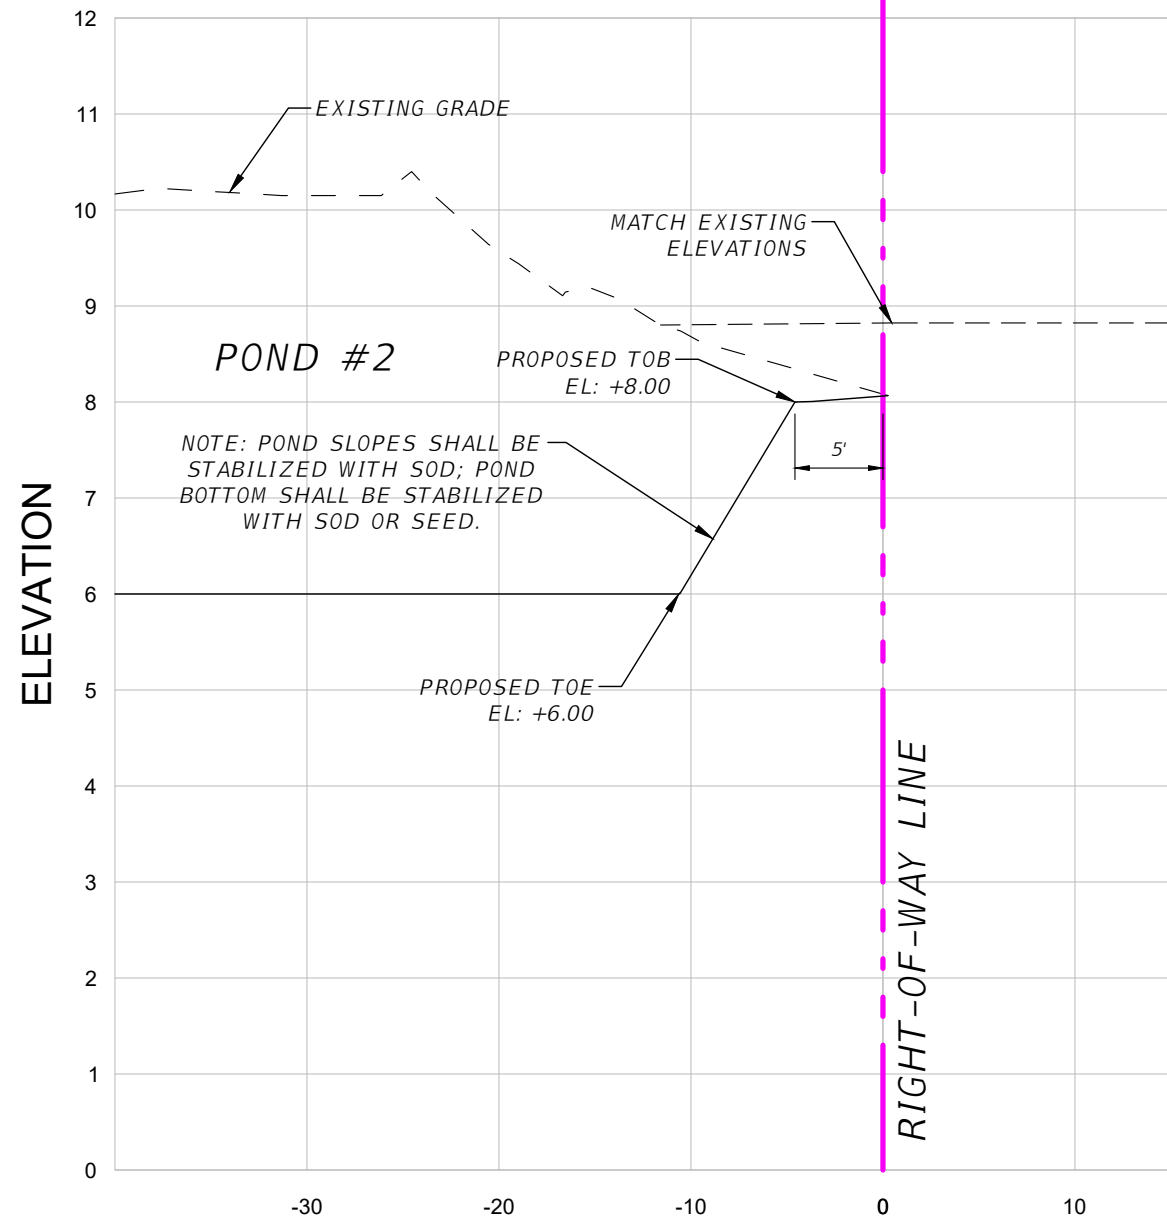 12
11
EXISTING GRADE
10
MATCH EXISTING
ELEVATIONS
9
POND #2
PROPOSED TOB
EL: +8.00
8
NOTE: POND SLOPES SHALL BE
STABILIZED WITH SOD; POND
BOTTOM SHALL BE STABILIZED
WITH SOD OR SEED.
5'
7
ELEVATION
6
PROPOSED TOE
EL: +6.00
5
4
3
RIGHT-OF-WAY LINE
2
1
0
-30 -20 -10 0 10